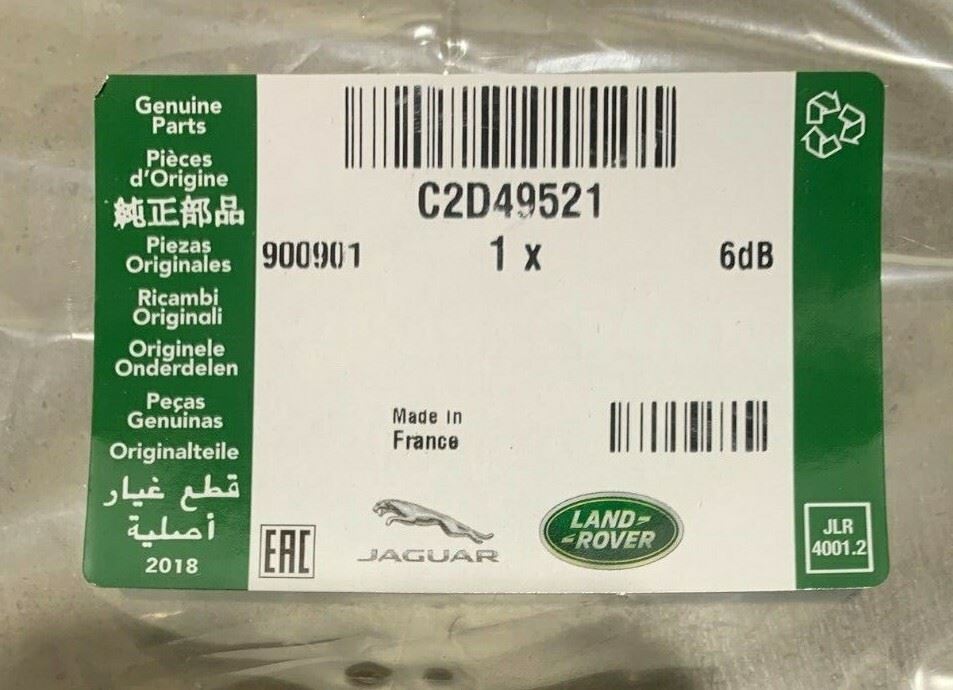 Genuine
Parts
Pièces
d'Origine
純正部品
Piezas
Originales
Ricambi
Originali
Originele
Onderdelen
Peças
Genuinas
Originalteile
قطع غيار
أصلية
2018
C2D49521
900901 1 x 6dB
Made in
France
EAC
JAGUAR
LAND-
-ROVER
JLR
4001.2